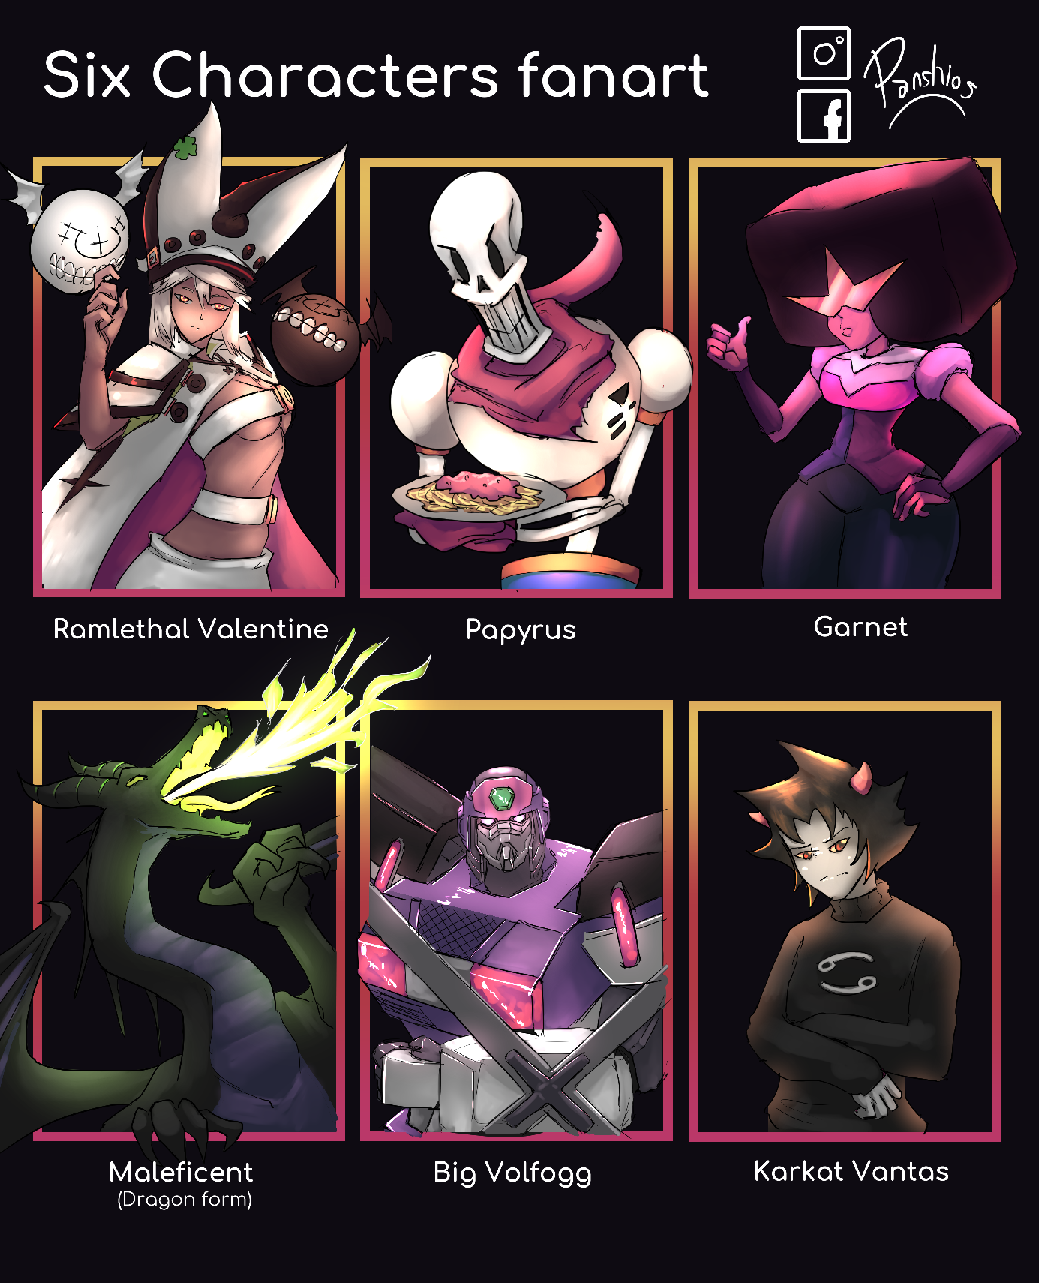 Six Characters fanart
Panshios
Ramlethal Valentine
Papyrus
Garnet
Maleficent
(Dragon form)
Big Volfogg
Karkat Vantas